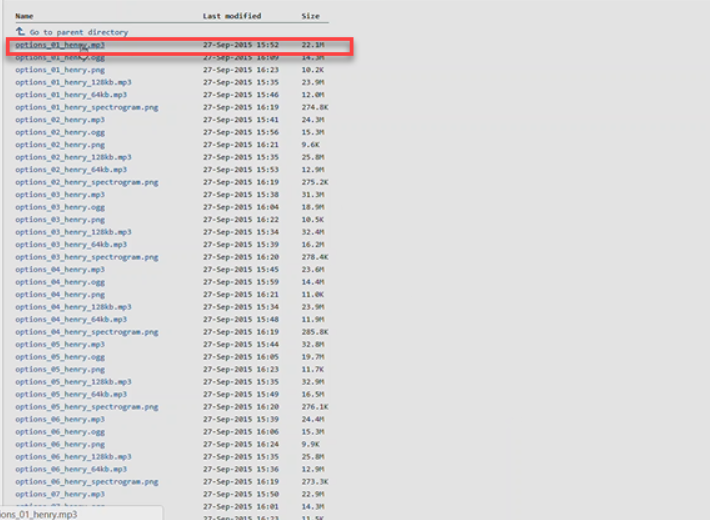 Name Last modified Size
Go to parent directory
options_01_henry.mp3 27-Sep-2015 15:52 22.1M
options_01_henry.ogg 27-Sep-2015 16:09 14.3M
options_01_henry.png 27-Sep-2015 16:23 10.2K
options_01_henry_128kb.mp3 27-Sep-2015 15:35 23.9M
options_01_henry_64kb.mp3 27-Sep-2015 15:46 12.0M
options_01_henry_spectrogram.png 27-Sep-2015 16:19 274.8K
options_02_henry.mp3 27-Sep-2015 15:41 24.3M
options_02_henry.ogg 27-Sep-2015 15:56 15.3M
options_02_henry.png 27-Sep-2015 16:21 9.6K
options_02_henry_128kb.mp3 27-Sep-2015 15:35 25.8M
options_02_henry_64kb.mp3 27-Sep-2015 15:53 12.9M
options_02_henry_spectrogram.png 27-Sep-2015 16:19 275.2K
options_03_henry.mp3 27-Sep-2015 15:38 31.3M
options_03_henry.ogg 27-Sep-2015 16:04 18.9M
options_03_henry.png 27-Sep-2015 16:22 10.5K
options_03_henry_128kb.mp3 27-Sep-2015 15:34 32.4M
options_03_henry_64kb.mp3 27-Sep-2015 15:39 16.2M
options_03_henry_spectrogram.png 27-Sep-2015 16:20 278.4K
options_04_henry.mp3 27-Sep-2015 15:45 23.6M
options_04_henry.ogg 27-Sep-2015 15:59 14.4M
options_04_henry.png 27-Sep-2015 16:21 11.0K
options_04_henry_128kb.mp3 27-Sep-2015 15:34 23.9M
options_04_henry_64kb.mp3 27-Sep-2015 15:48 11.9M
options_04_henry_spectrogram.png 27-Sep-2015 16:19 285.8K
options_05_henry.mp3 27-Sep-2015 15:44 32.8M
options_05_henry.ogg 27-Sep-2015 16:05 19.7M
options_05_henry.png 27-Sep-2015 16:23 11.7K
options_05_henry_128kb.mp3 27-Sep-2015 15:35 32.9M
options_05_henry_64kb.mp3 27-Sep-2015 15:49 16.5M
options_05_henry_spectrogram.png 27-Sep-2015 16:20 276.1K
options_06_henry.mp3 27-Sep-2015 15:39 24.4M
options_06_henry.ogg 27-Sep-2015 16:06 15.3M
options_06_henry.png 27-Sep-2015 16:24 9.9K
options_06_henry_128kb.mp3 27-Sep-2015 15:35 25.8M
options_06_henry_64kb.mp3 27-Sep-2015 15:36 12.9M
options_06_henry_spectrogram.png 27-Sep-2015 16:19 273.3K
options_07_henry.mp3 27-Sep-2015 15:50 22.9M
27-Sep-2015 16:01 14.3M
ions_01_henry.mp3 27-Sep-2015 16:23 11.5K